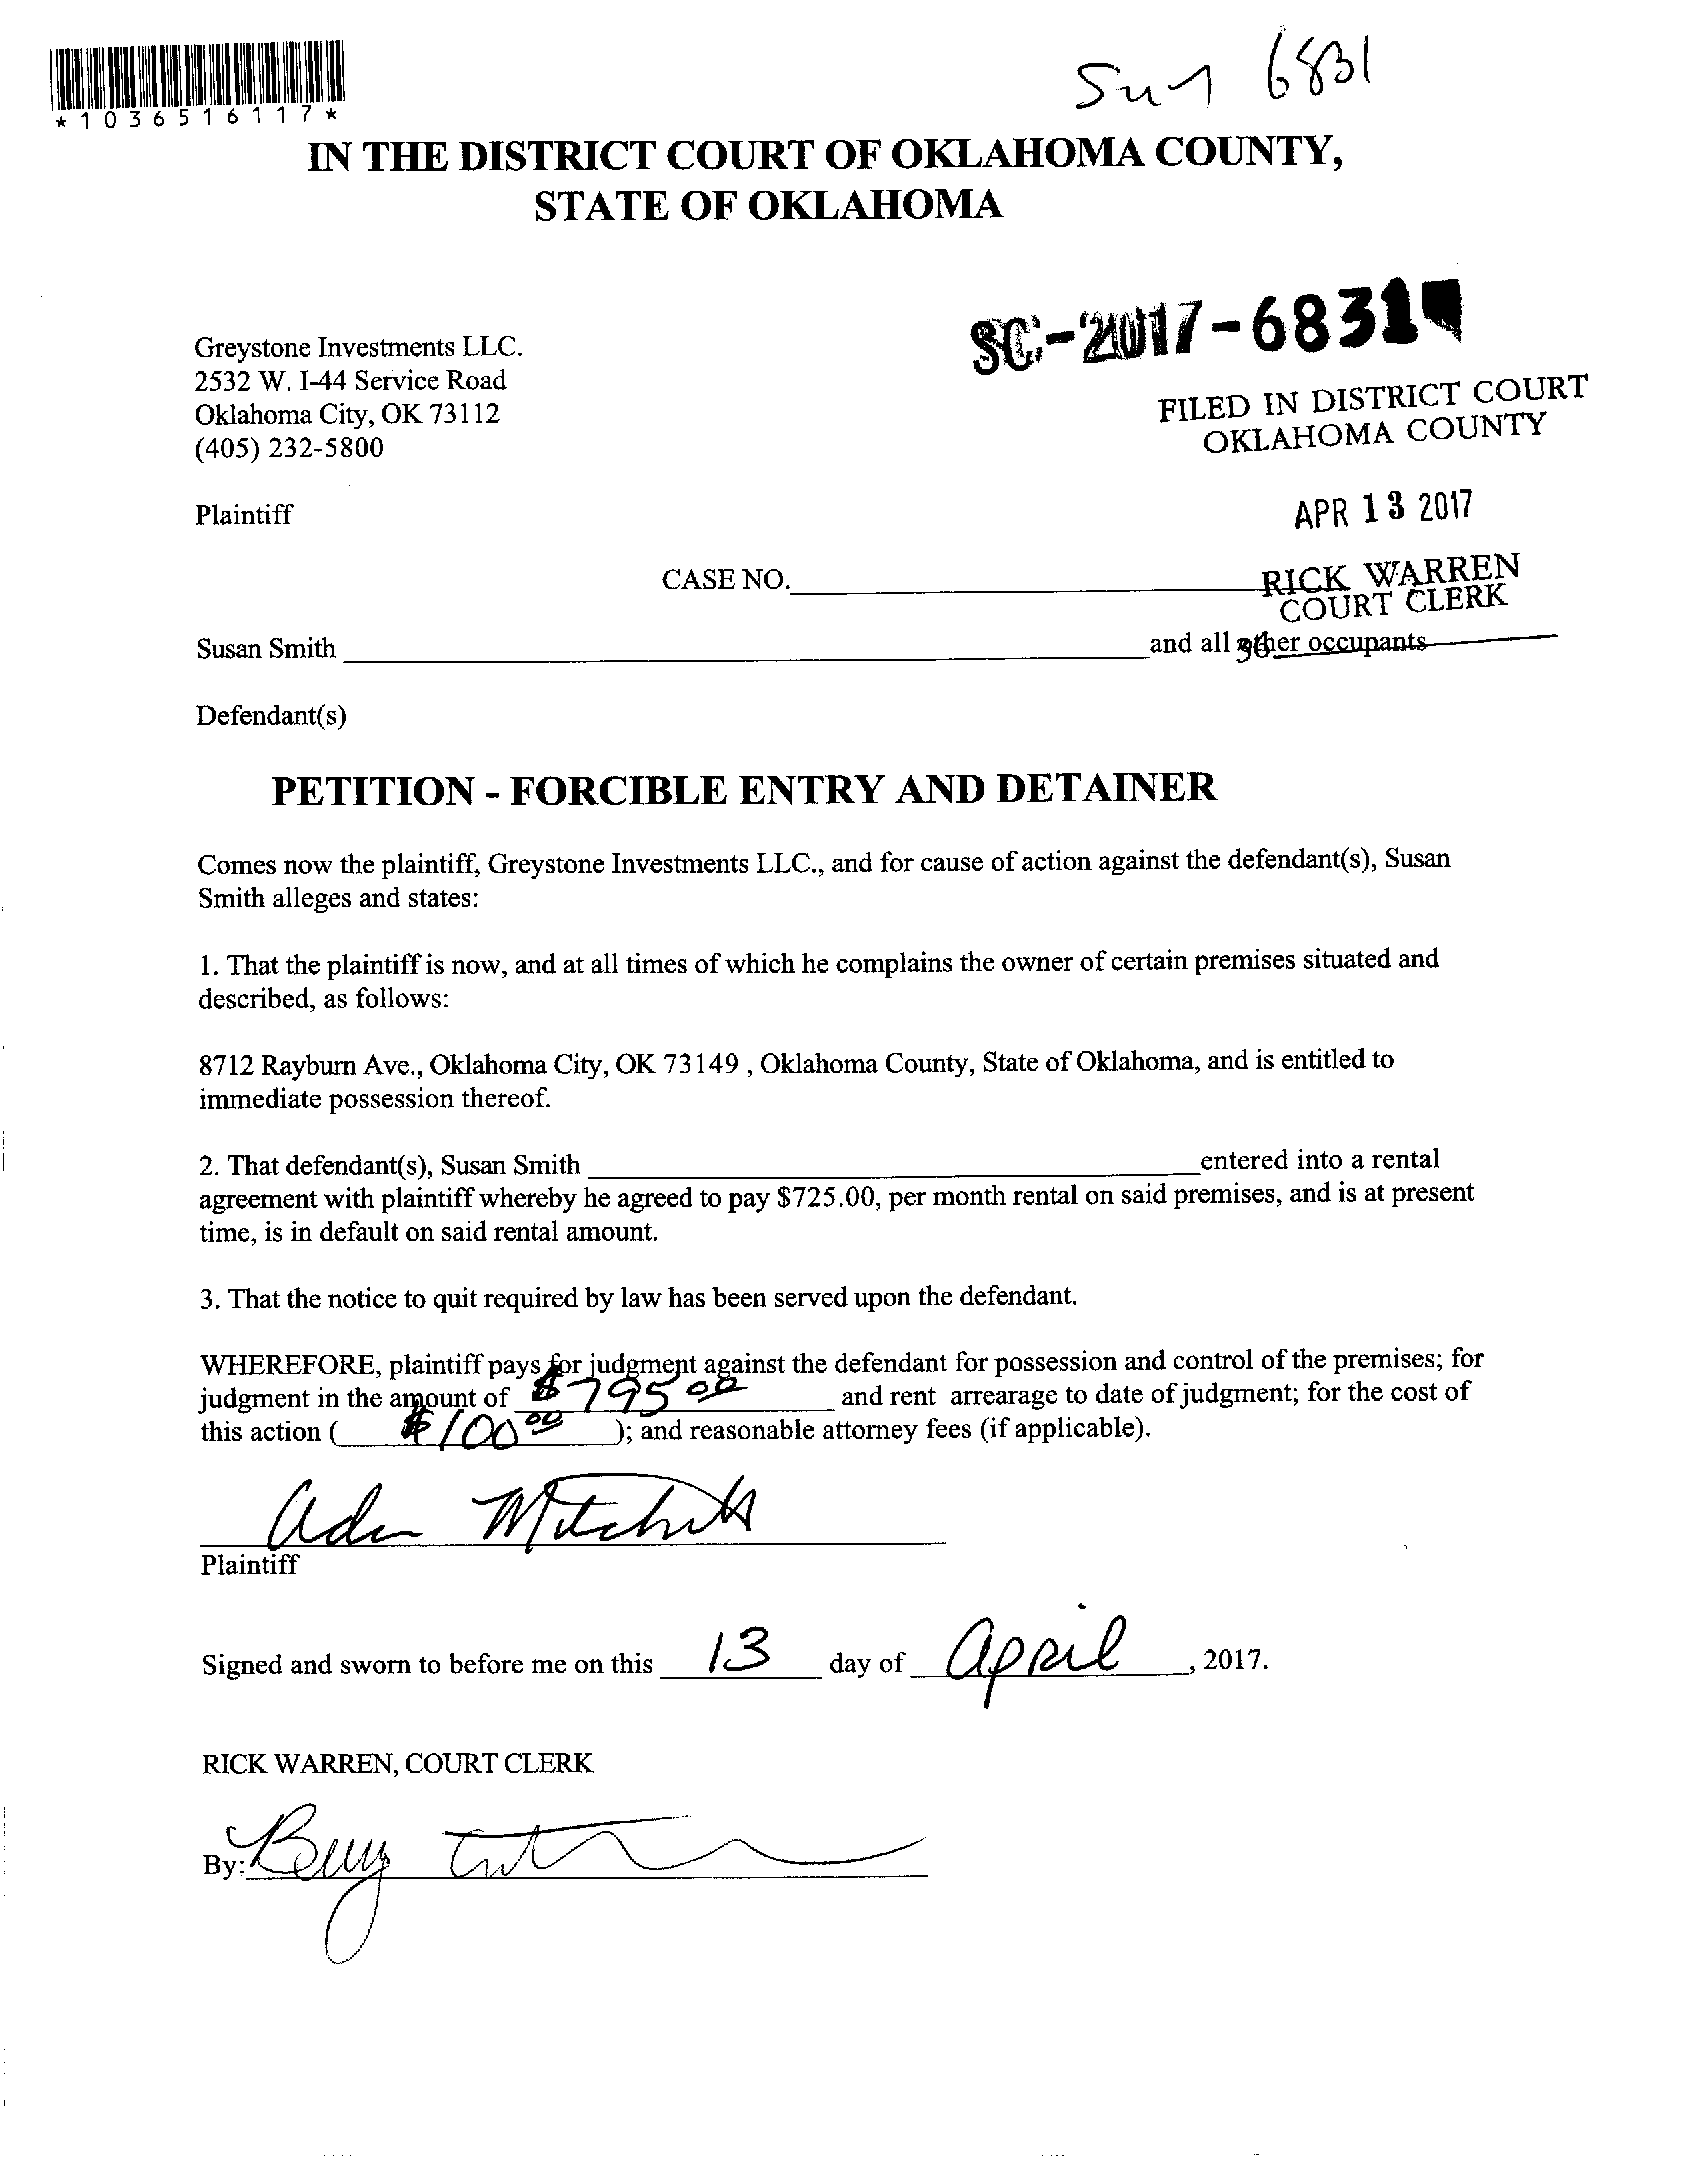 *1036516117*
6831
IN THE DISTRICT COURT OF OKLAHOMA COUNTY,
STATE OF OKLAHOMA
SC-2017-6831
Greystone Investments LLC.
2532 W. I-44 Service Road
Oklahoma City, OK 73112
(405) 232-5800
FILED IN DISTRICT COURT
OKLAHOMA COUNTY
Plaintiff
APR 13 2017
CASE NO.
RICK WARREN
COURT CLERK
Susan Smith and all other occupants
36
Defendant(s)
PETITION - FORCIBLE ENTRY AND DETAINER
Comes now the plaintiff, Greystone Investments LLC., and for cause of action against the defendant(s), Susan
Smith alleges and states:
1. That the plaintiff is now, and at all times of which he complains the owner of certain premises situated and
described, as follows:
8712 Rayburn Ave., Oklahoma City, OK 73149 , Oklahoma County, State of Oklahoma, and is entitled to
immediate possession thereof.
2. That defendant(s), Susan Smith entered into a rental
agreement with plaintiff whereby he agreed to pay $725.00, per month rental on said premises, and is at present
time, is in default on said rental amount.
3. That the notice to quit required by law has been served upon the defendant.
WHEREFORE, plaintiff pays for judgment against the defendant for possession and control of the premises; for
judgment in the amount of $795 00 and rent arrearage to date of judgment; for the cost of
this action ( $100 00 ); and reasonable attorney fees (if applicable).
Plaintiff
Signed and sworn to before me on this 13 day of April , 2017.
RICK WARREN, COURT CLERK
By: